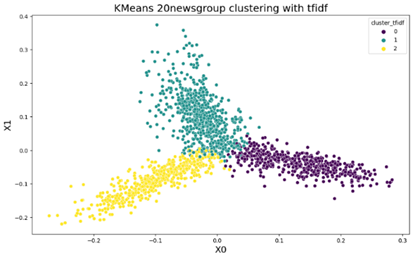 KMeans 20newsgroup clustering with tfidf
cluster_tfidf
0
1
2
0.4
0.3
0.2
0.1
0.0
−0.1
−0.2
X1
−0.2 −0.1 0.0 0.1 0.2 0.3
X0